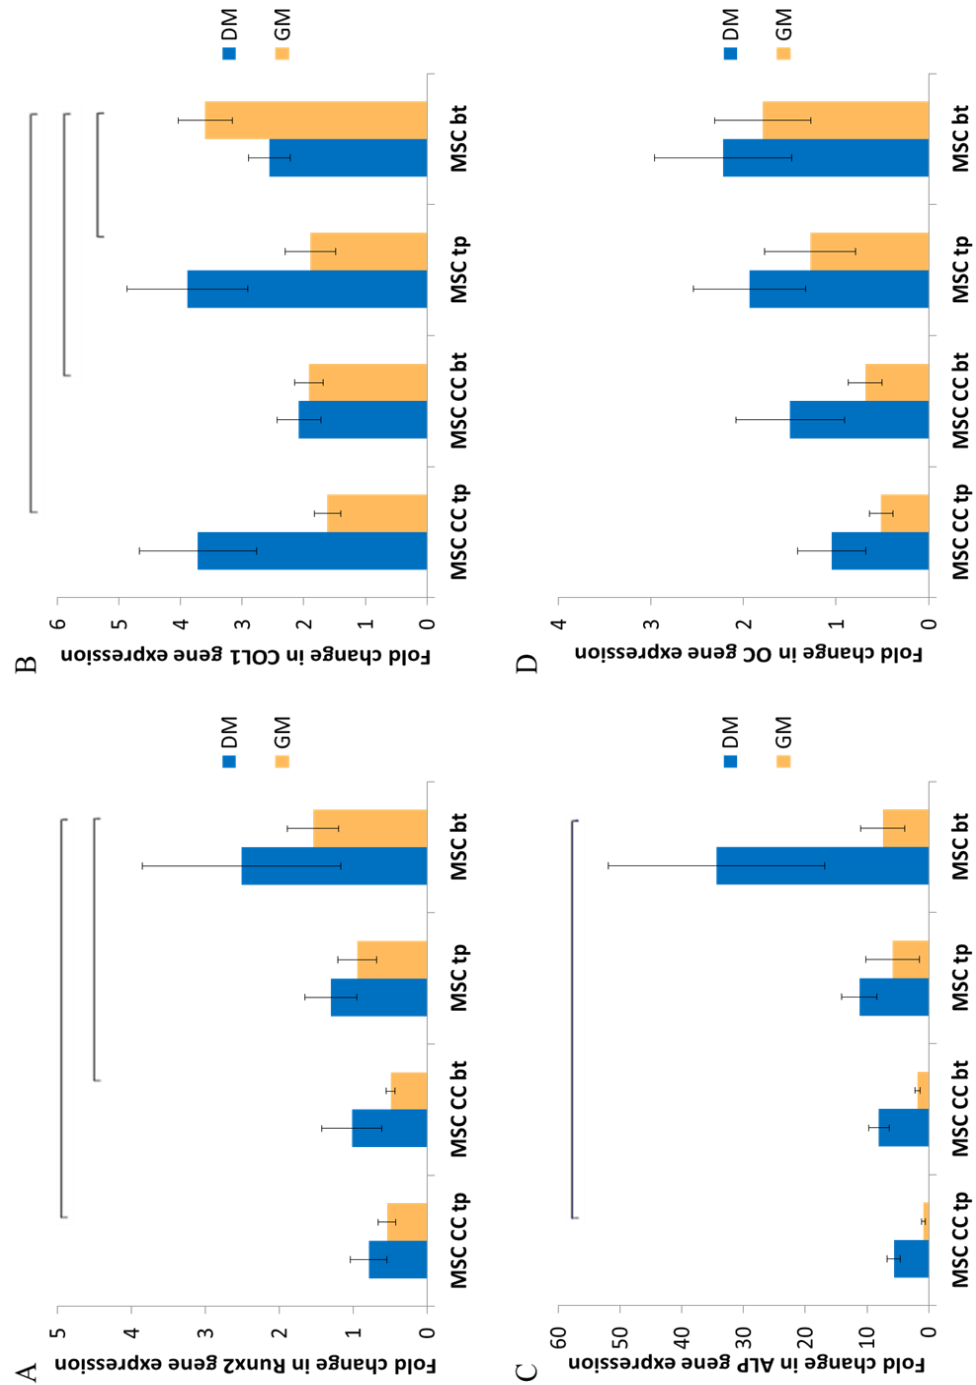 A
Fold change in Runx2 gene expression
5
4
3
2
1
0
MSC CC tp
MSC CC bt
MSC tp
MSC bt
DM
GM
B
Fold change in COL1 gene expression
6
5
4
3
2
1
0
MSC CC tp
MSC CC bt
MSC tp
MSC bt
DM
GM
C
Fold change in ALP gene expression
60
50
40
30
20
10
0
MSC CC tp
MSC CC bt
MSC tp
MSC bt
DM
GM
D
Fold change in OC gene expression
4
3
2
1
0
MSC CC tp
MSC CC bt
MSC tp
MSC bt
DM
GM